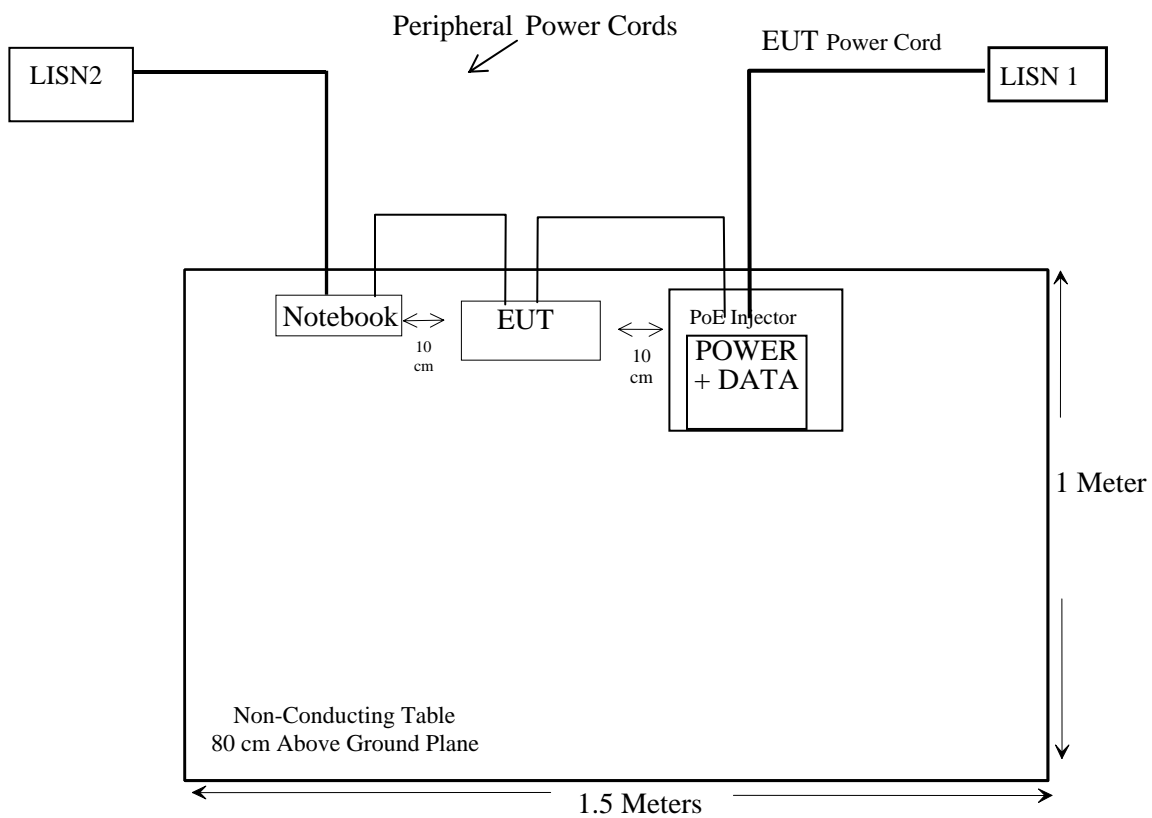 Peripheral Power Cords
EUT Power Cord
LISN2
LISN 1
Notebook
10
cm
EUT
10
cm
PoE Injector
POWER
+ DATA
1 Meter
Non-Conducting Table
80 cm Above Ground Plane
1.5 Meters